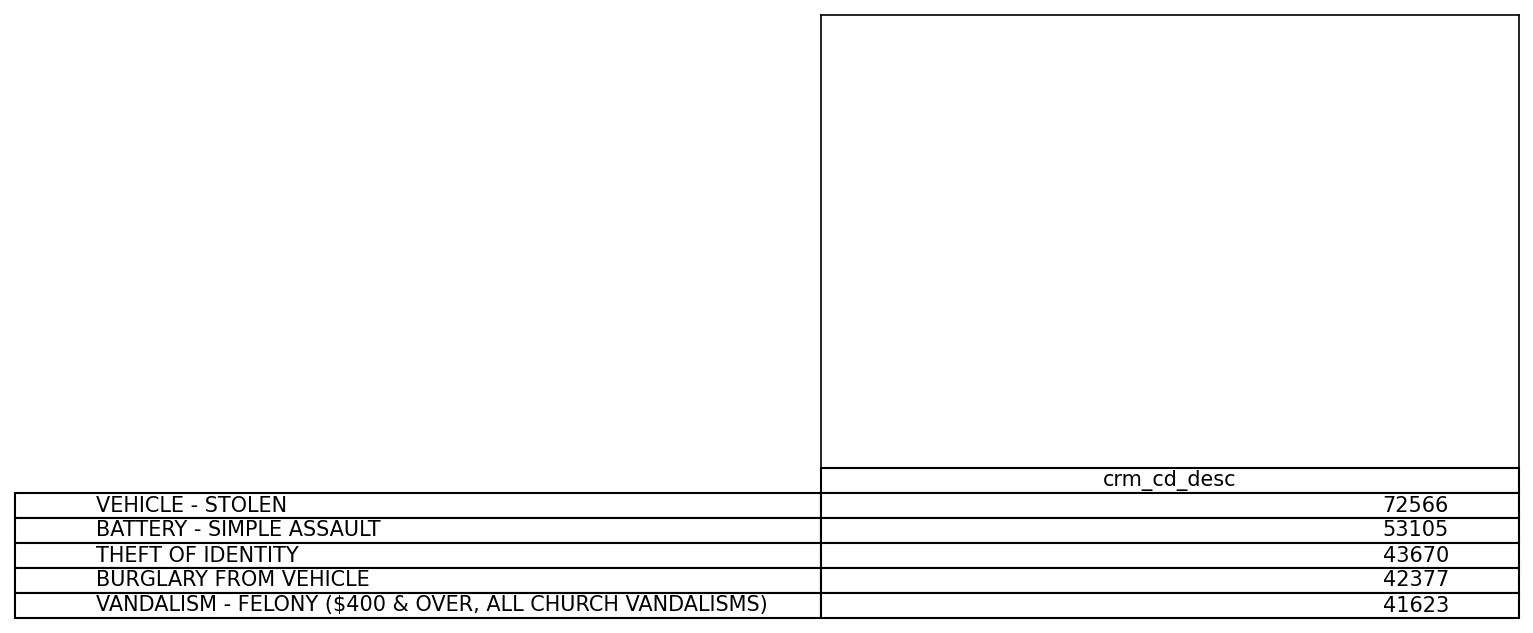 crm_cd_desc
VEHICLE - STOLEN 72566
BATTERY - SIMPLE ASSAULT 53105
THEFT OF IDENTITY 43670
BURGLARY FROM VEHICLE 42377
VANDALISM - FELONY ($400 & OVER, ALL CHURCH VANDALISMS) 41623